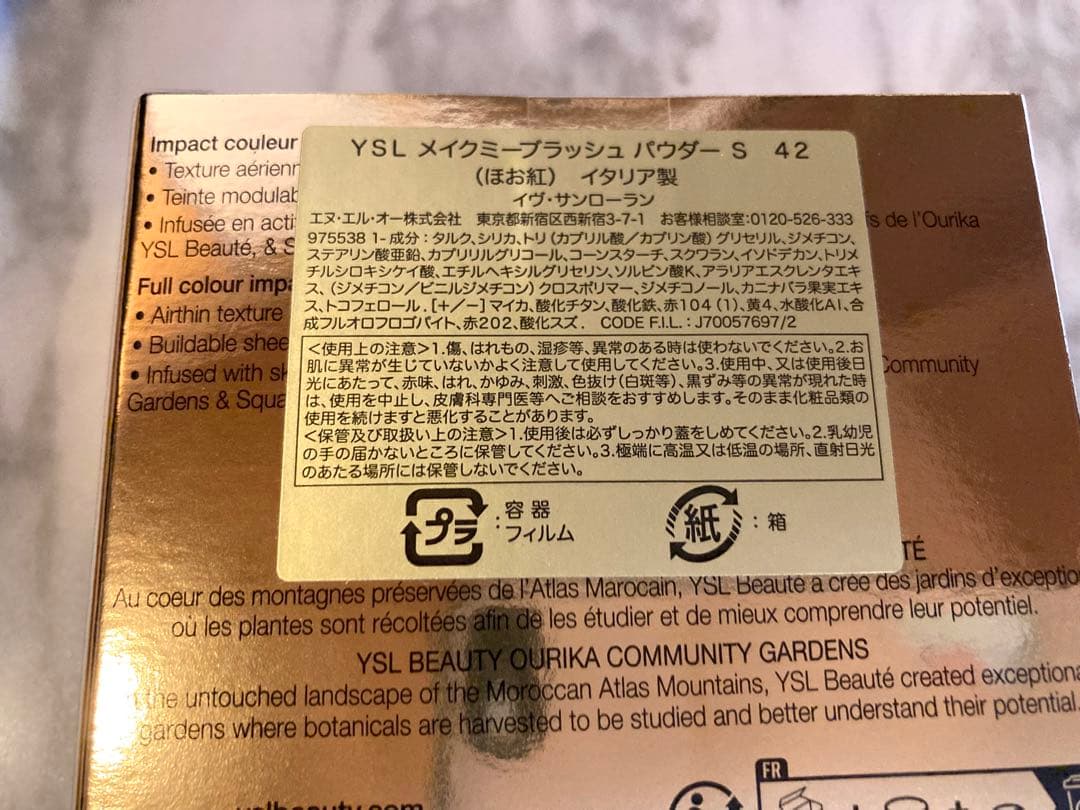 Impact couleur
• Texture aérienn
• Teinte modulab
• Infusée en acti
fs de l'Ourika
YSL Beauté, & S
Full colour impa
• Airthin texture
• Buildable shee
• Infused with sk
Community
Gardens & Squa
YSL メイクミーブラッシュ パウダー S 42
(ほお紅) イタリア製
イヴ・サンローラン
エヌ・エル・オー株式会社 東京都新宿区西新宿3-7-1 お客様相談室:0120-526-333
975538 1- 成分：タルク、シリカ、トリ(カプリル酸／カプリン酸)グリセリル、ジメチコン、
ステアリン酸亜鉛、カプリリルグリコール、コーンスターチ、スクワラン、イソドデカン、トリメ
チルシロキシケイ酸、エチルヘキシルグリセリン、ソルビン酸K、アラリアエスクレンタエキ
ス、(ジメチコン／ビニルジメチコン)クロスポリマー、ジメチコノール、カニナバラ果実エキ
ス、トコフェロール、[+/-]マイカ、酸化チタン、酸化鉄、赤104(1)、黄4、水酸化Al、合
成フルオロフロゴパイト、赤202、酸化スズ. CODE F.I.L.：J70057697/2
<使用上の注意>1.傷、はれもの、湿疹等、異常のある時は使わないでください。2.お
肌に異常が生じていないかよく注意して使用してください。3.使用中、又は使用後日
光にあたって、赤味、はれ、かゆみ、刺激、色抜け(白斑等)、黒ずみ等の異常が現れた時
は、使用を中止し、皮膚科専門医等へご相談をおすすめします。そのまま化粧品類の
使用を続けますと悪化することがあります。
<保管及び取扱い上の注意>1.使用後は必ずしっかり蓋をしめてください。2.乳幼児
の手の届かないところに保管してください。3.極端に高温又は低温の場所、直射日光
のあたる場所には保管しないでください。
プラ：容器
フィルム
紙：箱
TÉ
Au coeur des montagnes préservées de l'Atlas Marocain, YSL Beauté a créé des jardins d'exceptio
où les plantes sont récoltées afin de les étudier et de mieux comprendre leur potentiel.
YSL BEAUTY OURIKA COMMUNITY GARDENS
the untouched landscape of the Moroccan Atlas Mountains, YSL Beauté created exceptiona
gardens where botanicals are harvested to be studied and better understand their potential.
yslbeauty.com
FR